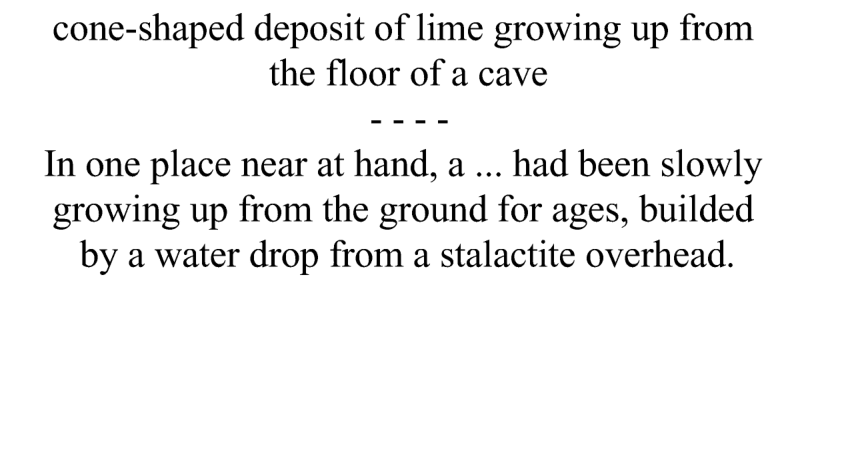 cone-shaped deposit of lime growing up from
the floor of a cave
- - - -
In one place near at hand, a ... had been slowly
growing up from the ground for ages, builded
by a water drop from a stalactite overhead.